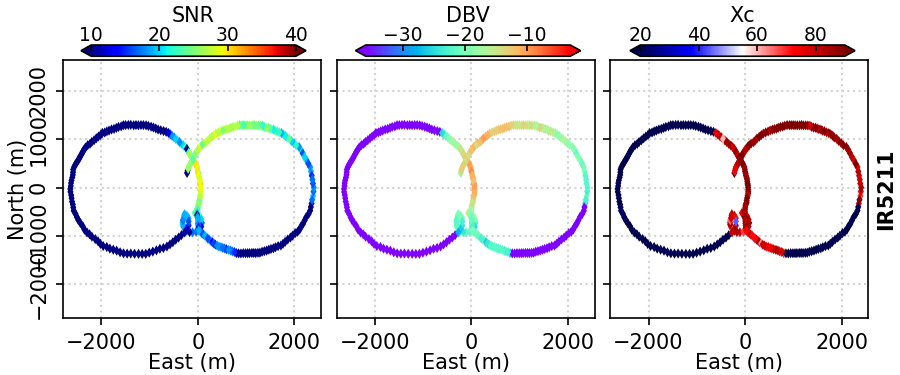 SNR DBV Xc
10 20 30 40 −30 −20 −10 20 40 60 80
2000
1000
0
−1000
−2000
North (m)
−2000 0 2000 −2000 0 2000 −2000 0 2000
East (m) East (m) East (m)
IR5211